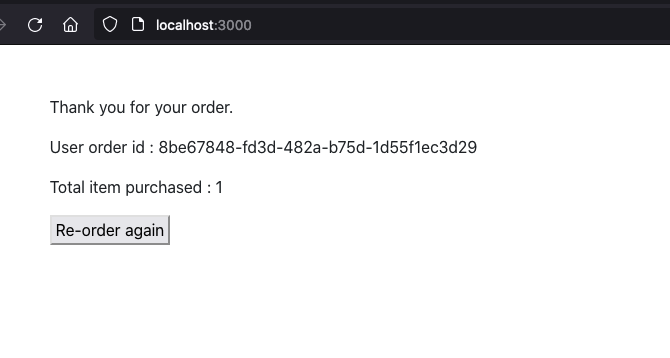 localhost:3000
Thank you for your order.
User order id : 8be67848-fd3d-482a-b75d-1d55f1ec3d29
Total item purchased : 1
Re-order again